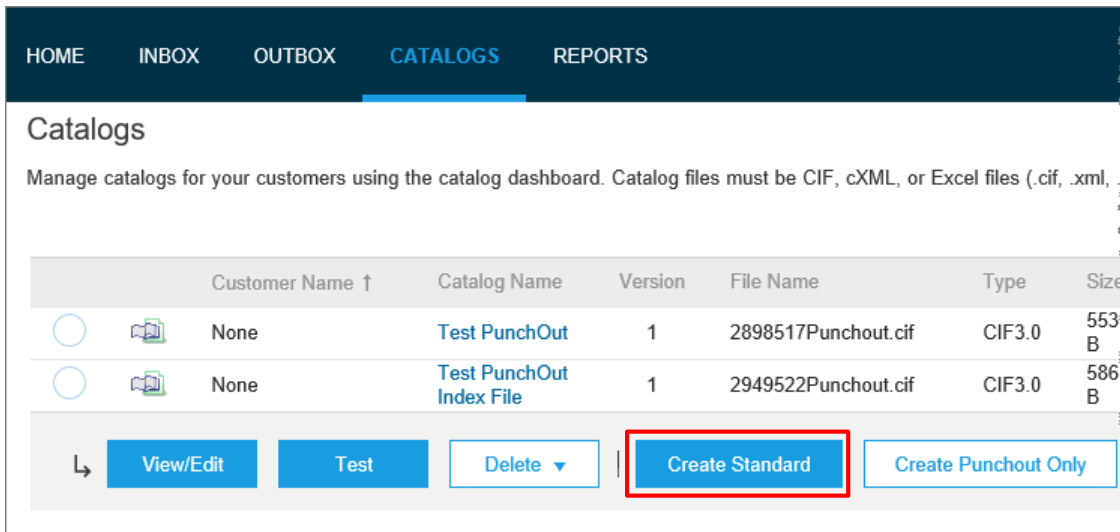 HOME INBOX OUTBOX CATALOGS REPORTS
Catalogs
Manage catalogs for your customers using the catalog dashboard. Catalog files must be CIF, cXML, or Excel files (.cif, .xml, .
Customer Name ↑ Catalog Name Version File Name Type Size
None Test PunchOut 1 2898517Punchout.cif CIF3.0 553
B
None Test PunchOut
Index File 1 2949522Punchout.cif CIF3.0 586
B
View/Edit Test Delete ▼ | Create Standard Create Punchout Only